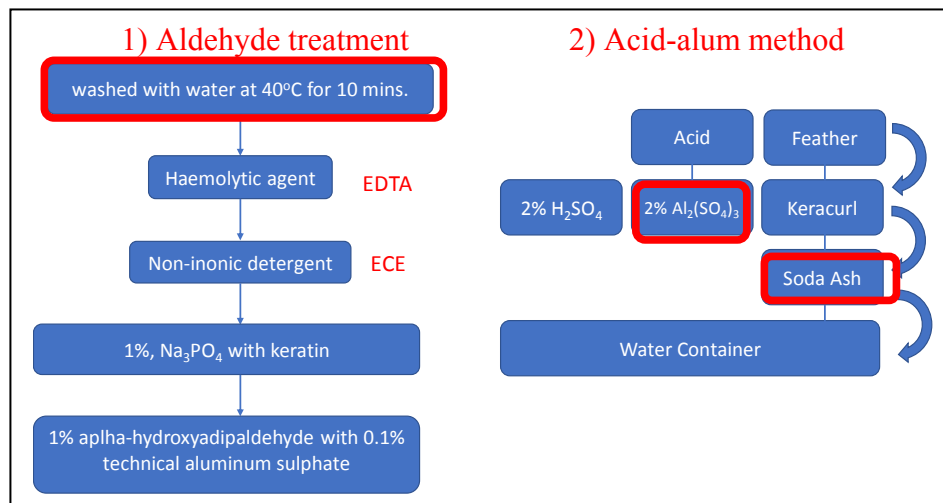 1) Aldehyde treatment
washed with water at 40°C for 10 mins.
Haemolytic agent
EDTA
Non-inonic detergent
ECE
1%, Na₃PO₄ with keratin
1% aplha-hydroxyadipaldehyde with 0.1%
technical aluminum sulphate
2) Acid-alum method
Acid
Feather
2% H₂SO₄
2% Al₂(SO₄)₃
Keracurl
Soda Ash
Water Container